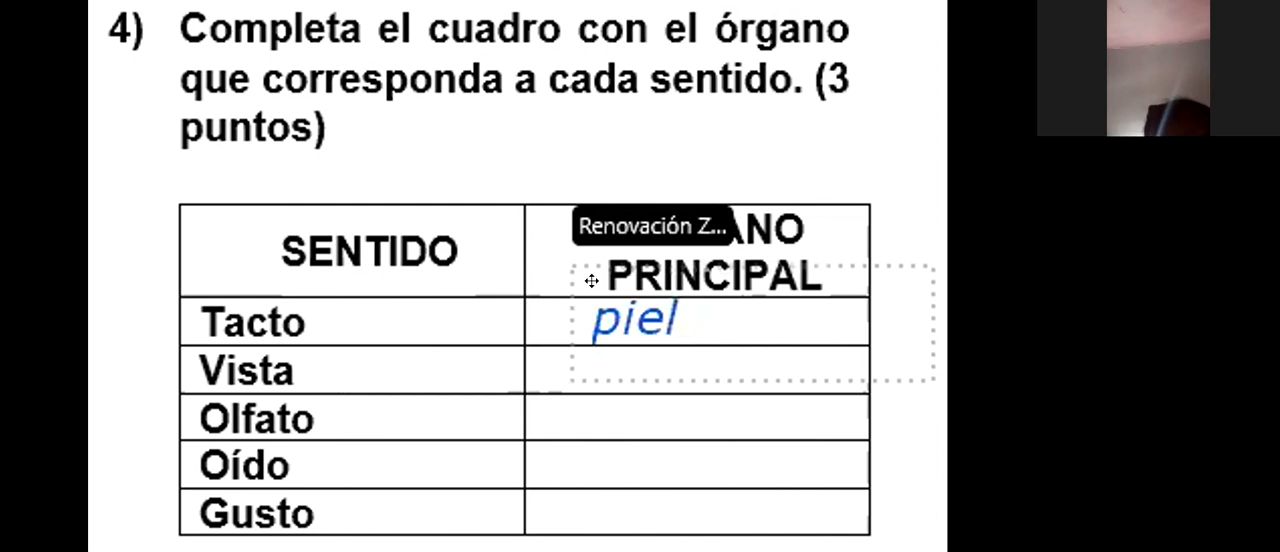 4) Completa el cuadro con el órgano
que corresponda a cada sentido. (3
puntos)
SENTIDO
Renovación Z...
ANO
PRINCIPAL
Tacto
piel
Vista
Olfato
Oído
Gusto